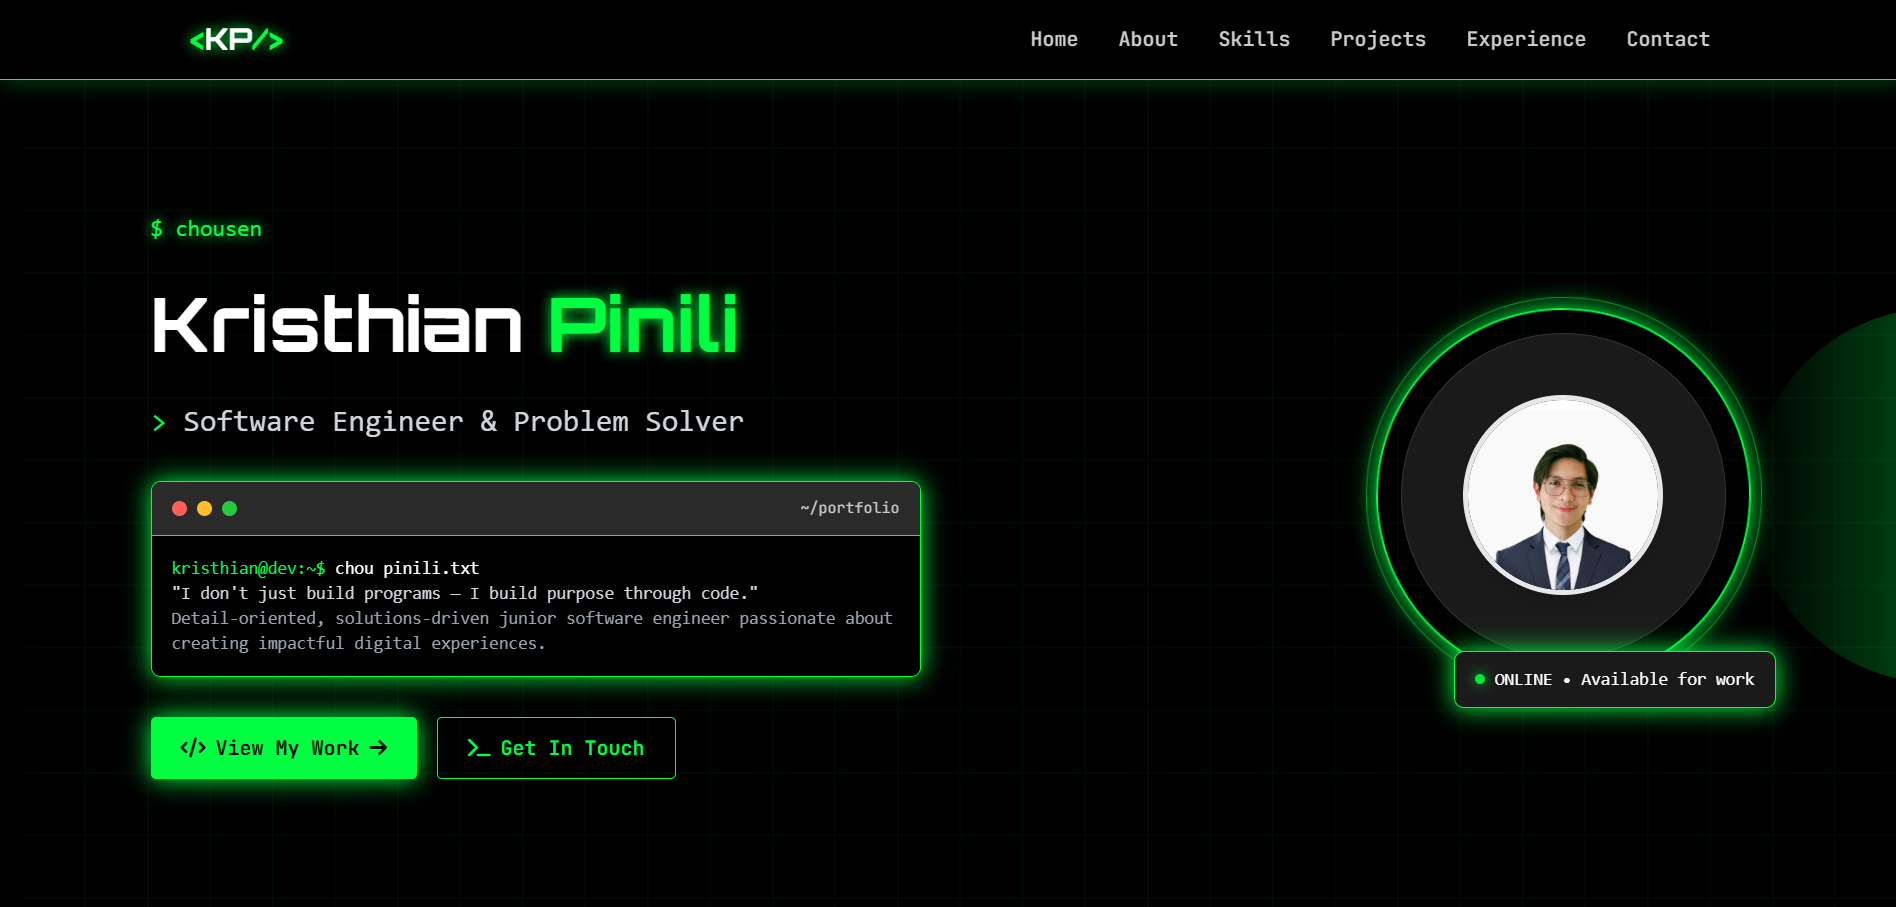 <KP/>
Home About Skills Projects Experience Contact
$ chousen
Kristhian Pinili
> Software Engineer & Problem Solver
~/portfolio
kristhian@dev:~$ chou pinili.txt
"I don't just build programs — I build purpose through code."
Detail-oriented, solutions-driven junior software engineer passionate about
creating impactful digital experiences.
ONLINE • Available for work
</> View My Work →
>_ Get In Touch